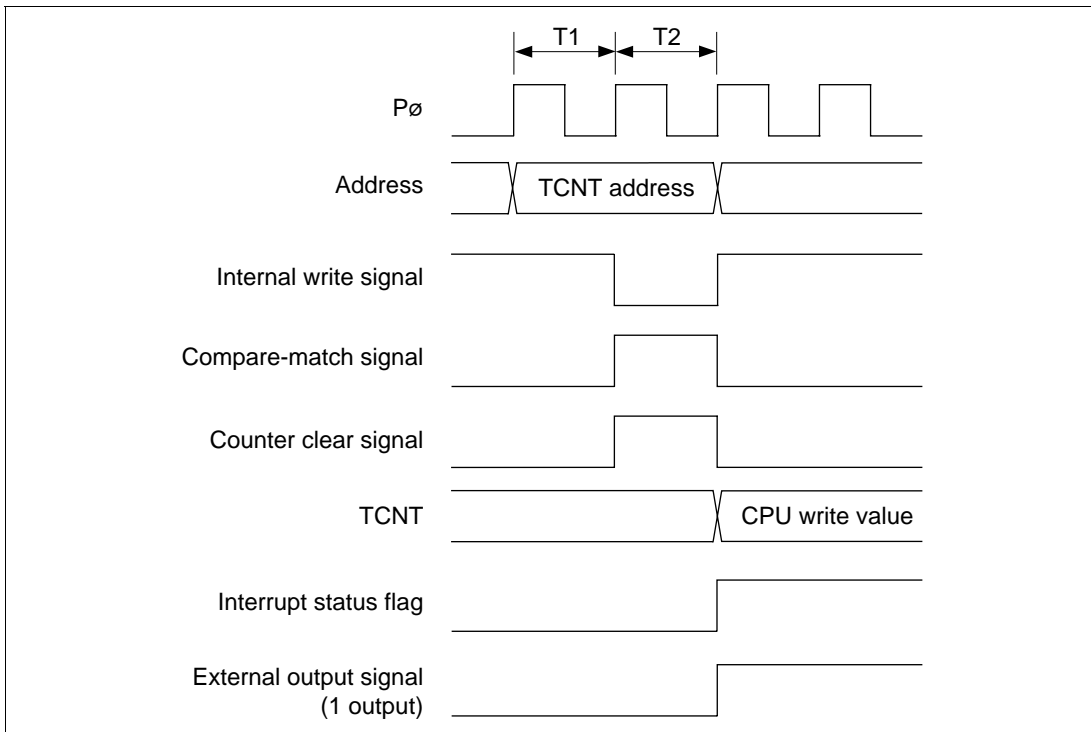 T1 T2
Pø
Address TCNT address
Internal write signal
Compare-match signal
Counter clear signal
TCNT CPU write value
Interrupt status flag
External output signal
(1 output)